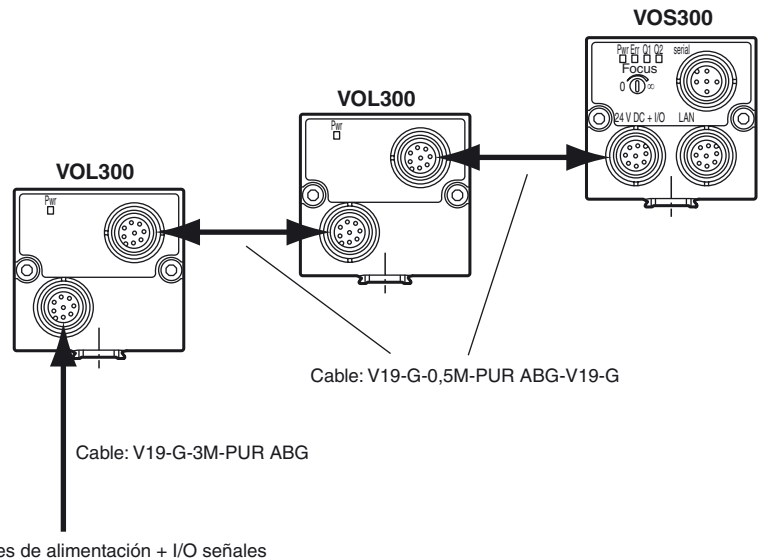 VOS300
Pwr Err Q1 Q2 serial
Focus
0 ∞
24 V DC + I/O LAN
VOL300
Pwr
VOL300
Pwr
Cable: V19-G-0,5M-PUR ABG-V19-G
Cable: V19-G-3M-PUR ABG
es de alimentación + I/O señales